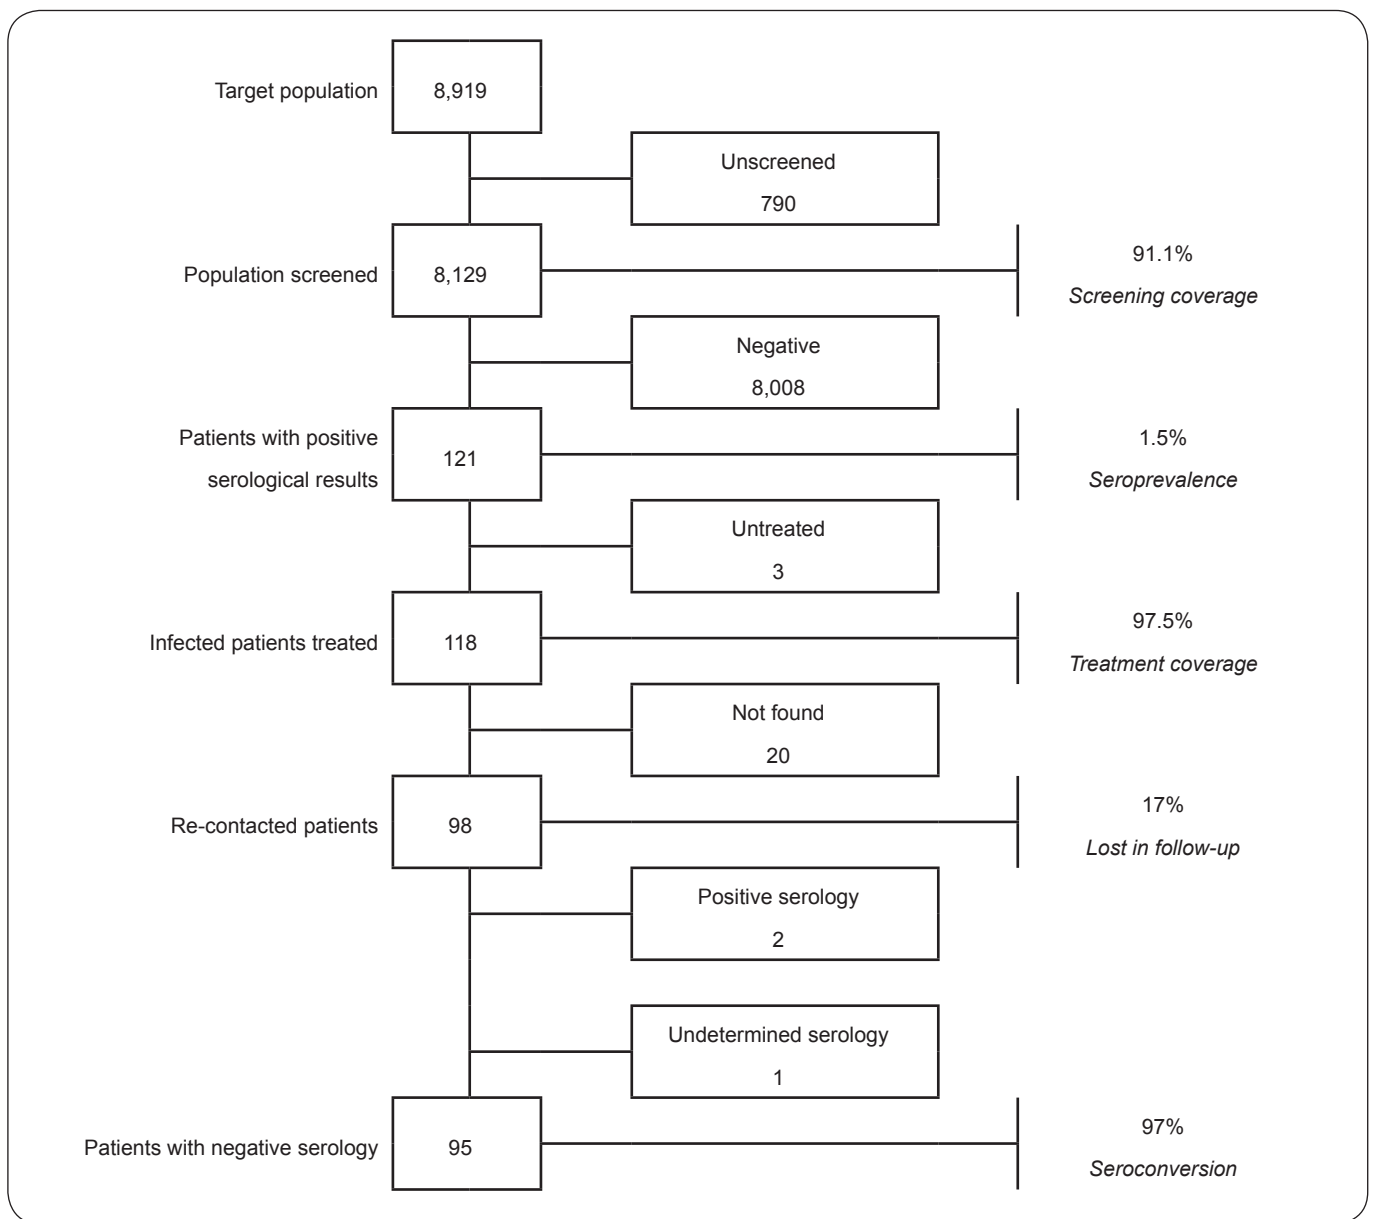 Target population
8,919
Unscreened
790
Population screened
8,129
91.1%
Screening coverage
Negative
8,008
Patients with positive
serological results
121
1.5%
Seroprevalence
Untreated
3
Infected patients treated
118
97.5%
Treatment coverage
Not found
20
Re-contacted patients
98
17%
Lost in follow-up
Positive serology
2
Undetermined serology
1
Patients with negative serology
95
97%
Seroconversion